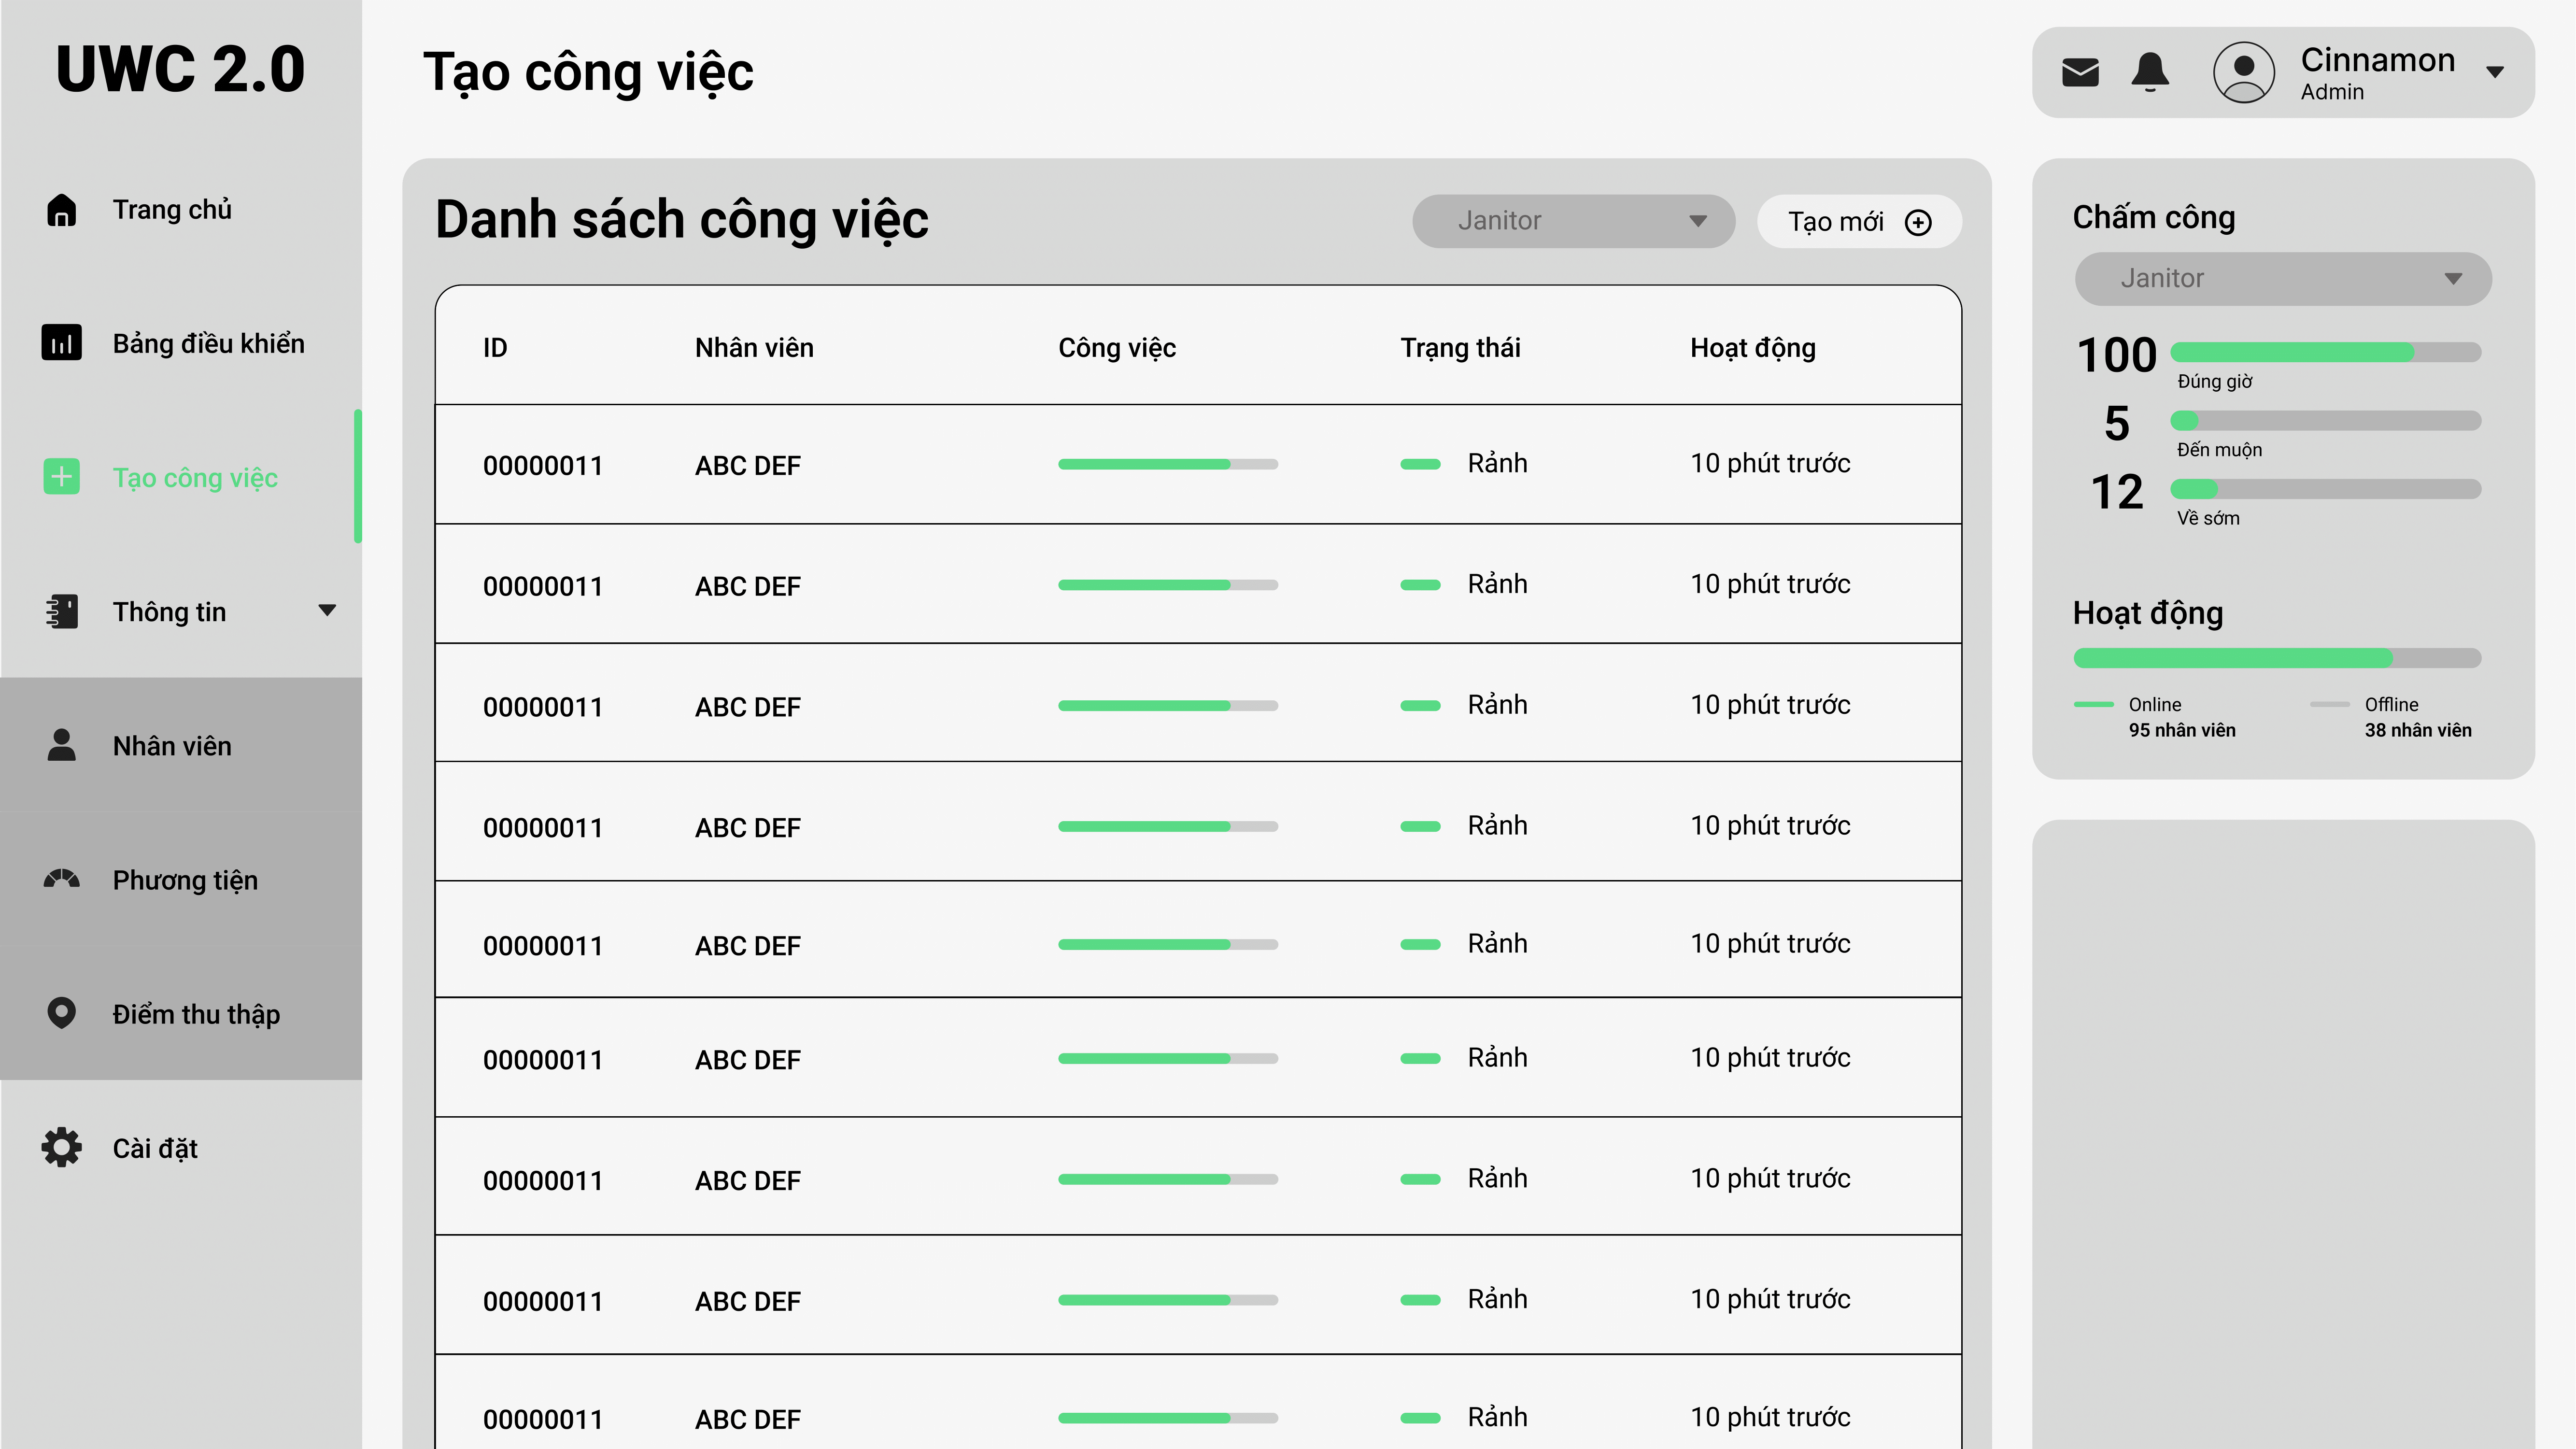 UWC 2.0
Trang chủ
Bảng điều khiển
Tạo công việc
Thông tin
Nhân viên
Phương tiện
Điểm thu thập
Cài đặt
Tạo công việc
Cinnamon
Admin
Danh sách công việc
Janitor
Tạo mới
ID Nhân viên Công việc Trạng thái Hoạt động
00000011 ABC DEF Rảnh 10 phút trước
00000011 ABC DEF Rảnh 10 phút trước
00000011 ABC DEF Rảnh 10 phút trước
00000011 ABC DEF Rảnh 10 phút trước
00000011 ABC DEF Rảnh 10 phút trước
00000011 ABC DEF Rảnh 10 phút trước
00000011 ABC DEF Rảnh 10 phút trước
00000011 ABC DEF Rảnh 10 phút trước
00000011 ABC DEF Rảnh 10 phút trước
Chấm công
Janitor
100
Đúng giờ
5
Đến muộn
12
Về sớm
Hoạt động
Online
95 nhân viên
Offline
38 nhân viên